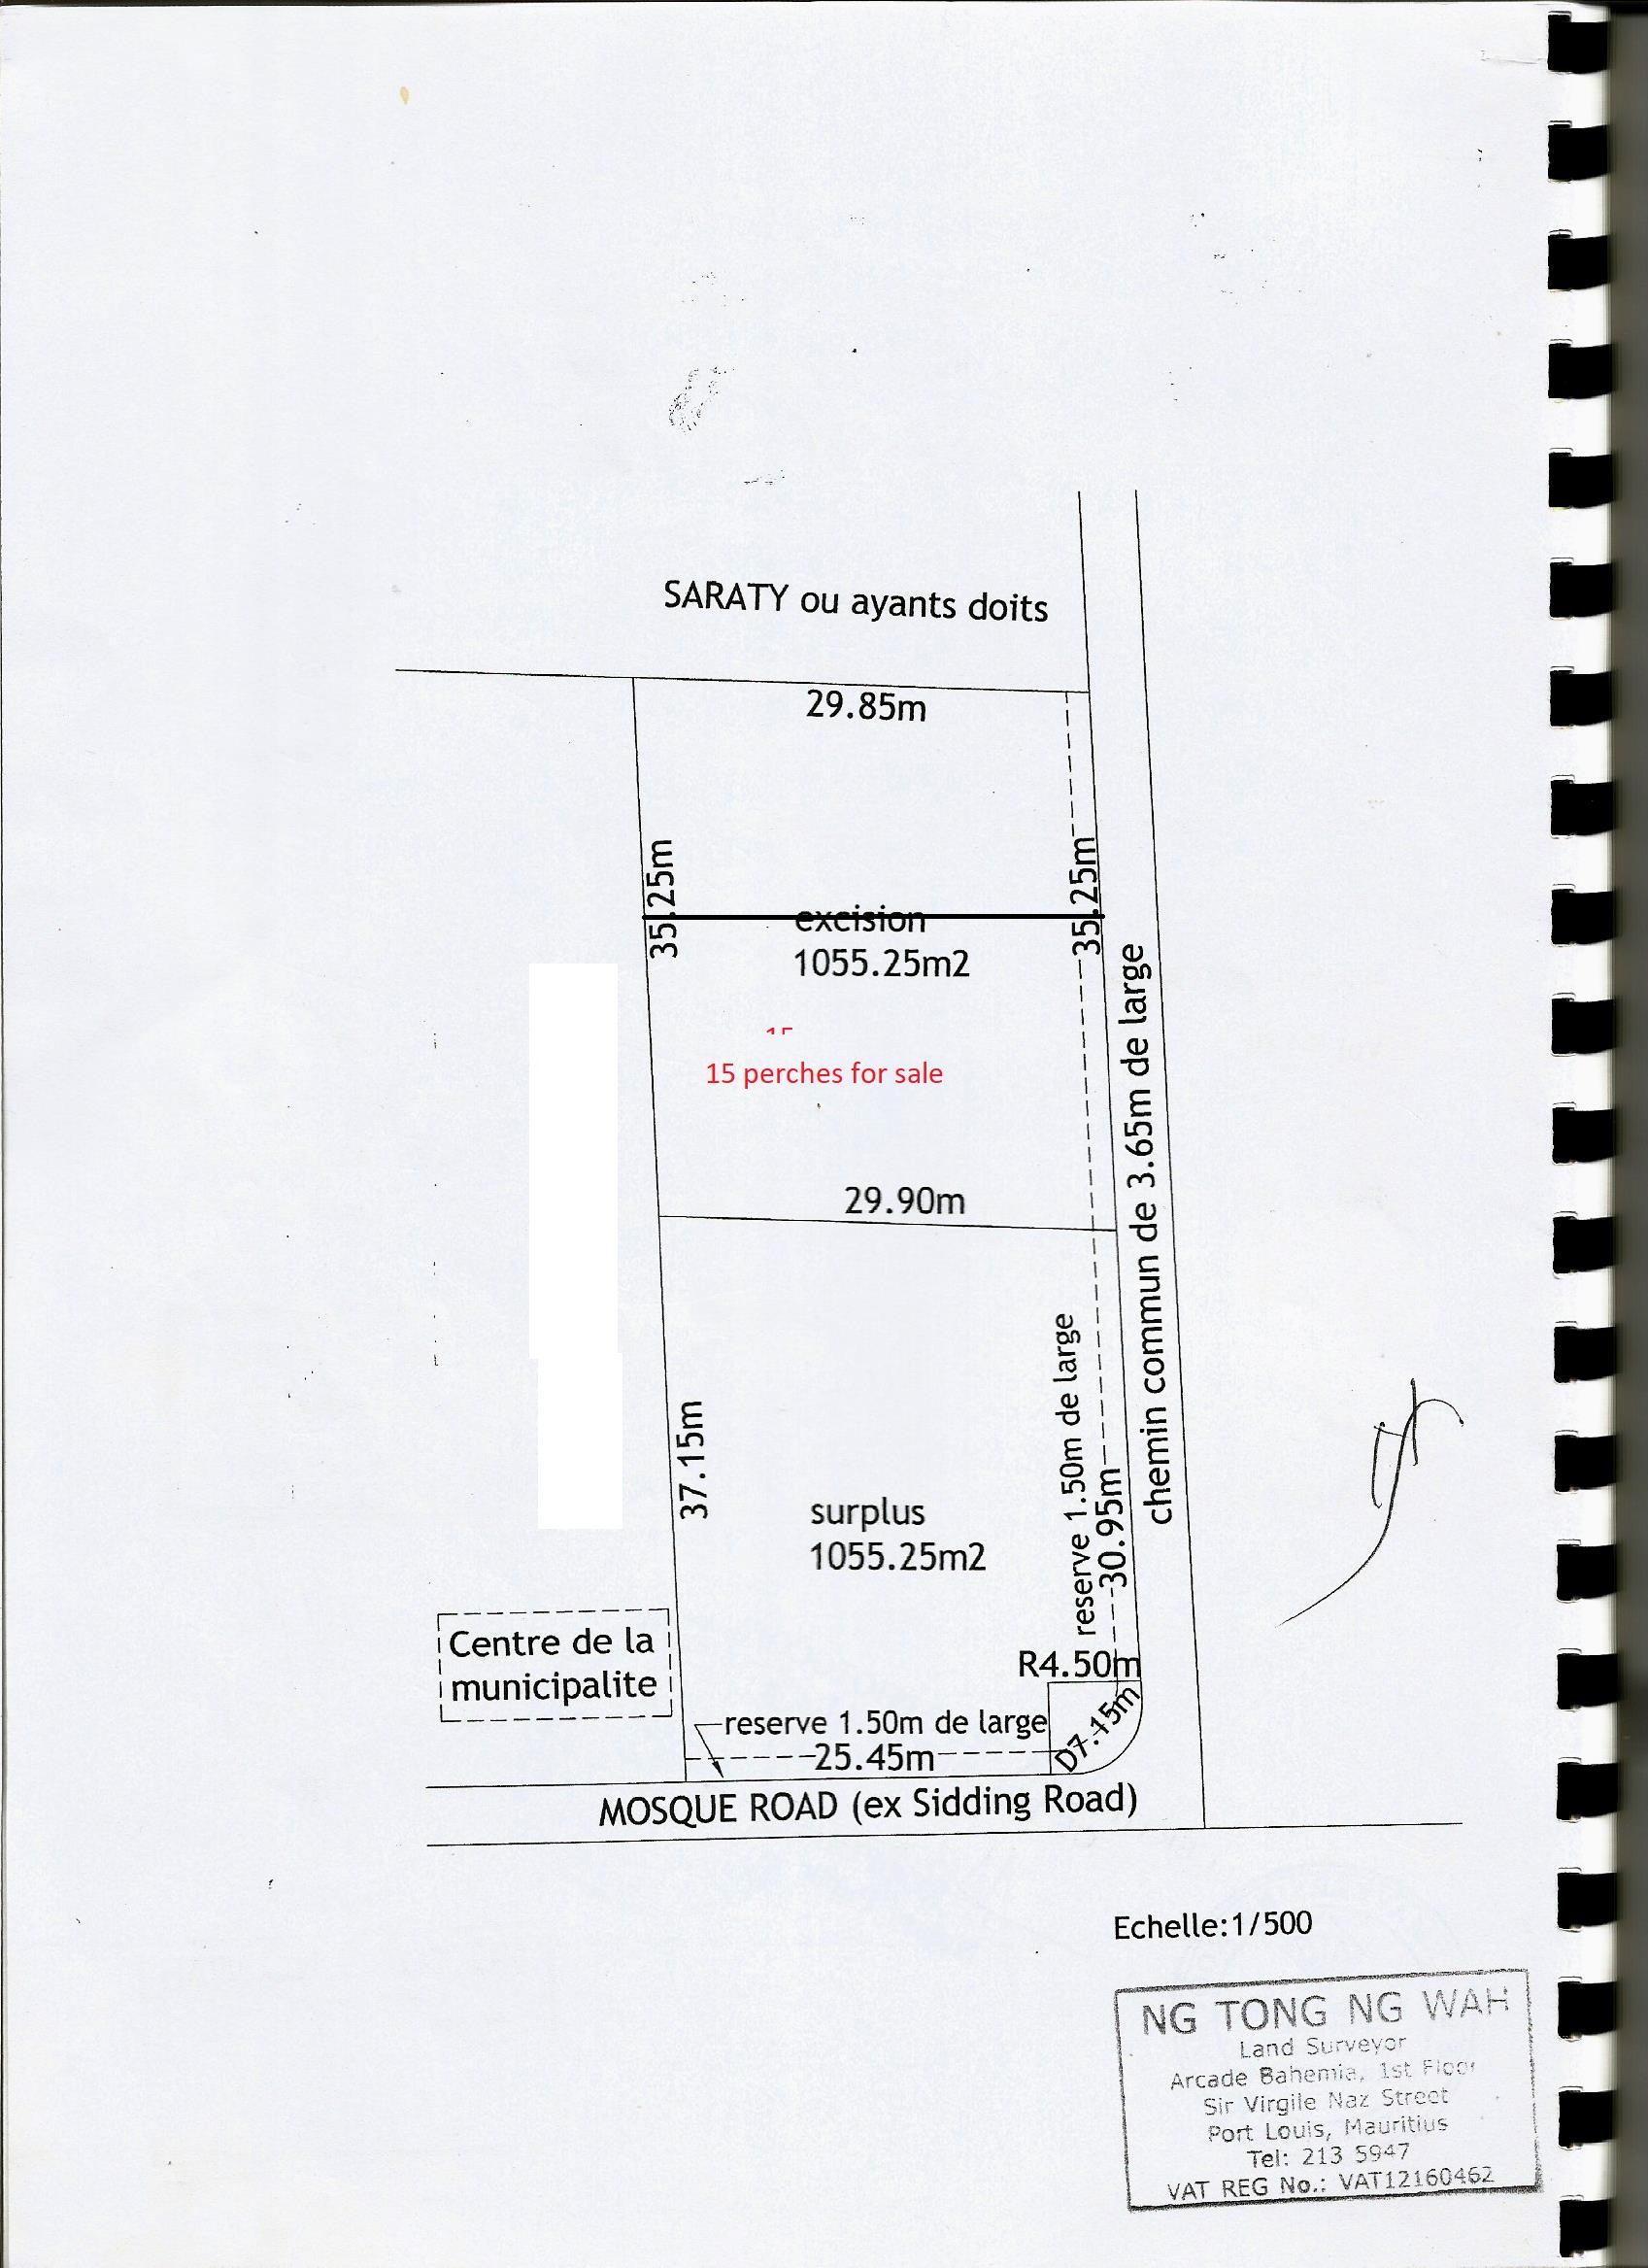 SARATY ou ayants doits
29.85m
35.25m
35.25m
excision
1055.25m2
15
15 perches for sale
29.90m
chemin commun de 3.65m de large
reserve 1.50m de large
37.15m
30.95m
surplus
1055.25m2
Centre de la
municipalite
R4.50m
D7.15m
reserve 1.50m de large
25.45m
MOSQUE ROAD (ex Sidding Road)
Echelle:1/500
NG TONG NG WAH
Land Surveyor
Arcade Bahemia, 1st Floor
Sir Virgile Naz Street
Port Louis, Mauritius
Tel: 213 5947
VAT REG No.: VAT12160462